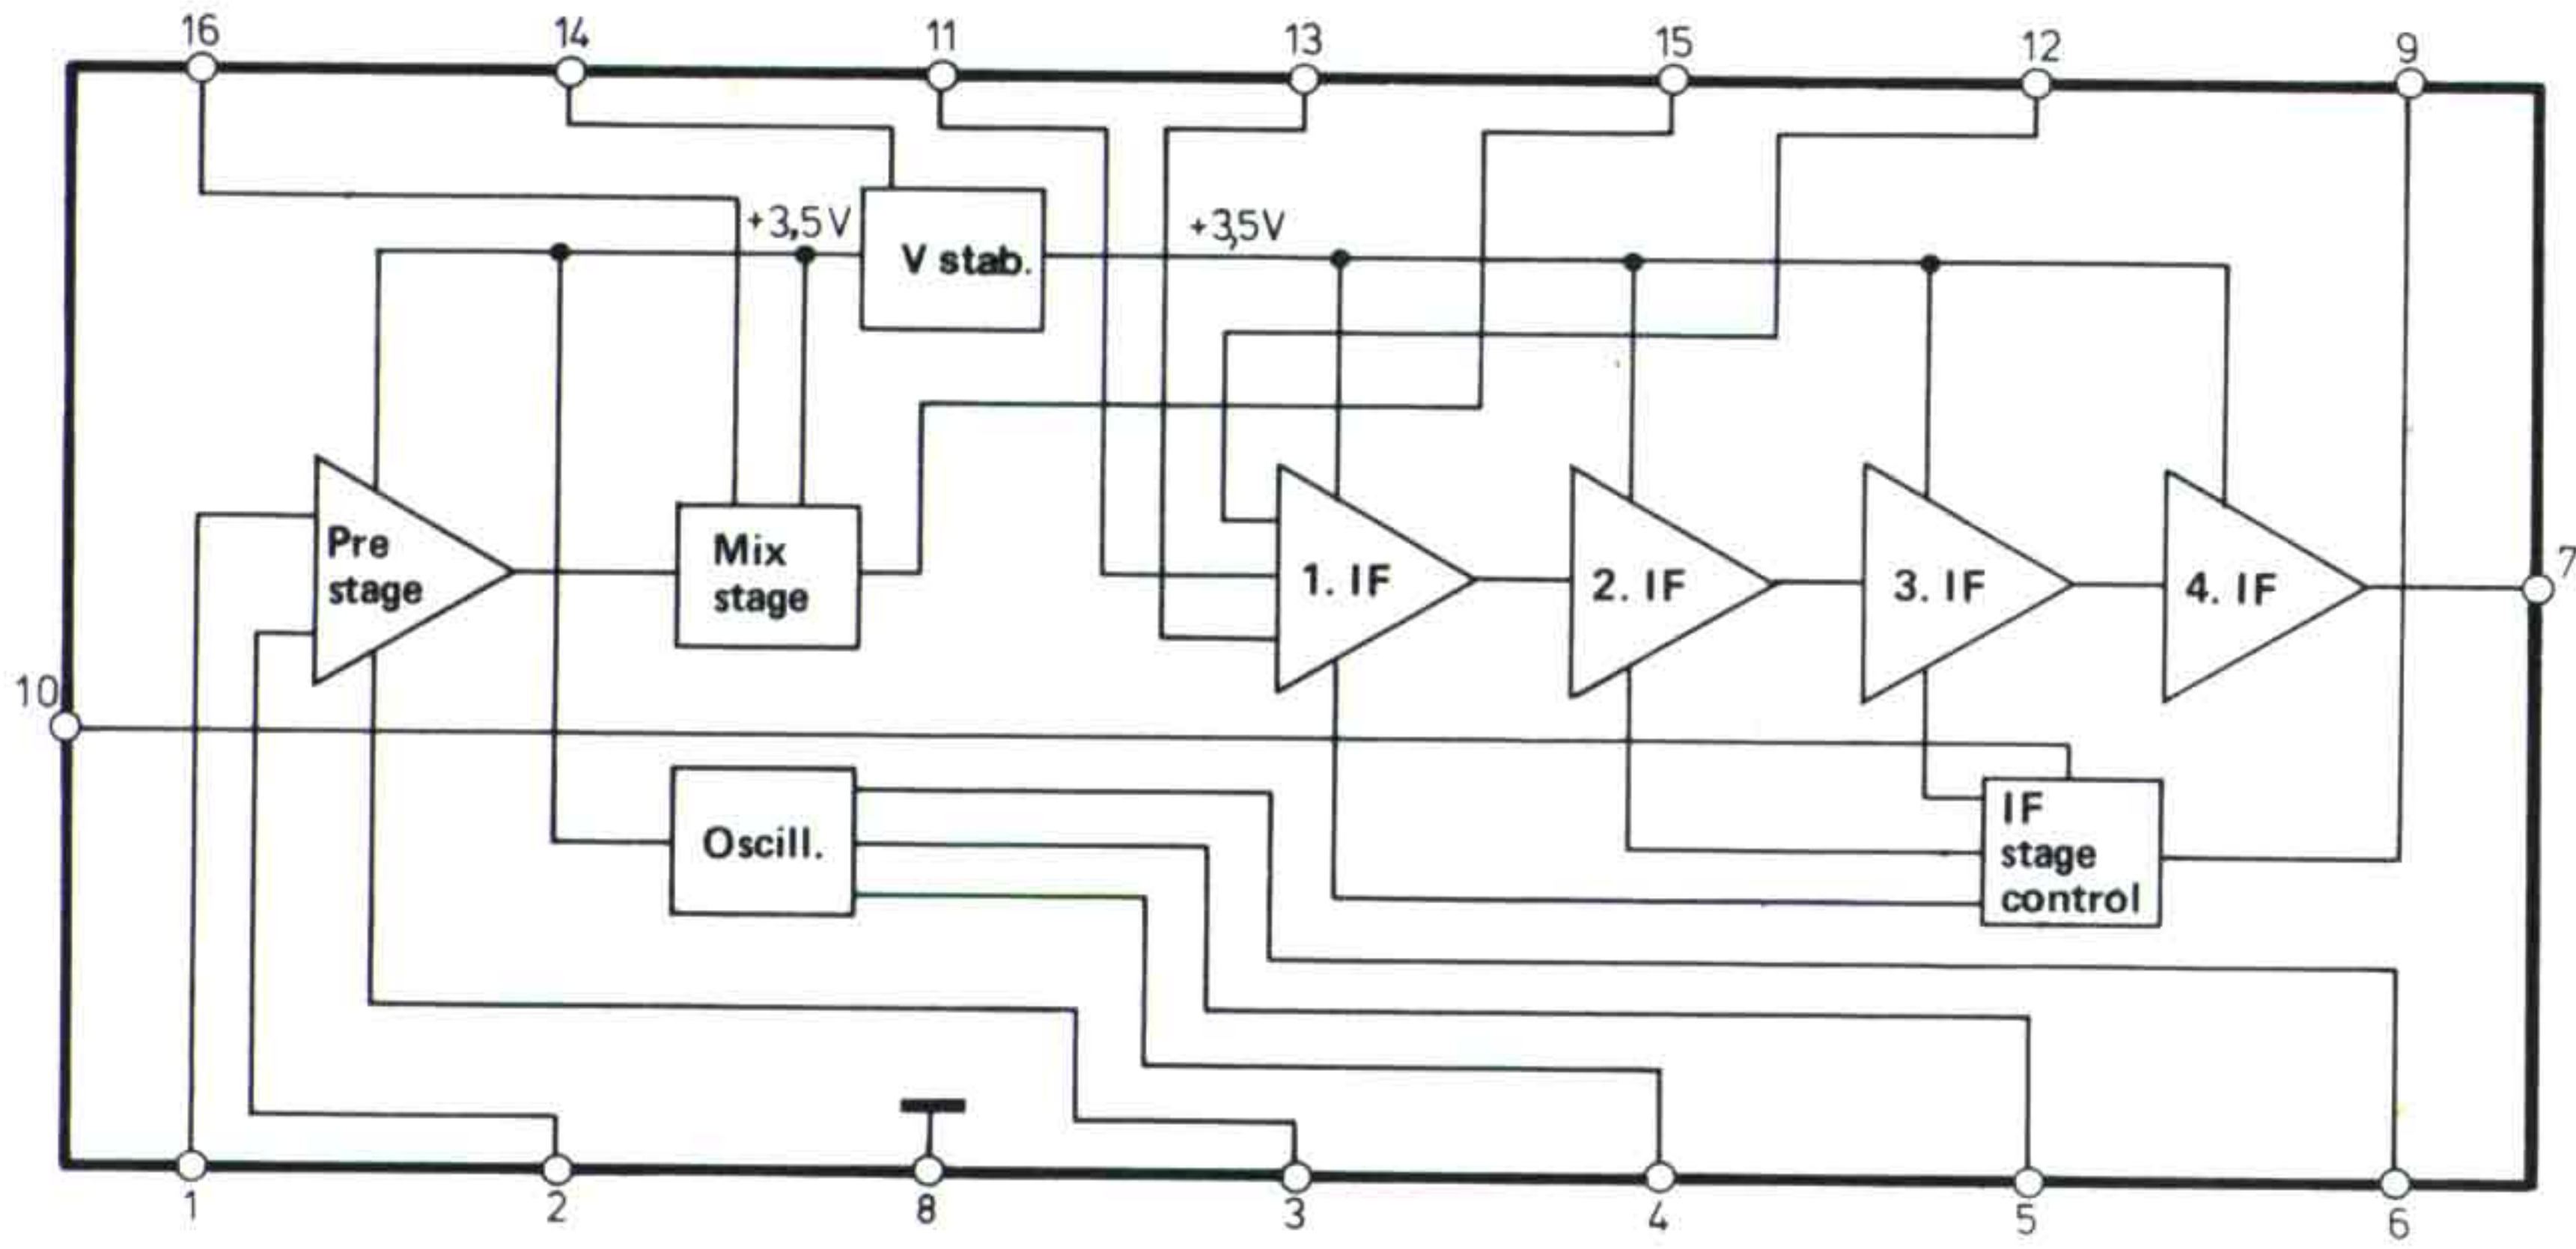 16
14
11
13
15
12
9
+3,5V
+3,5V
V stab.
Pre
stage
Mix
stage
1. IF
2. IF
3. IF
4. IF
7
10
Oscill.
IF
stage
control
1
2
8
3
4
5
6